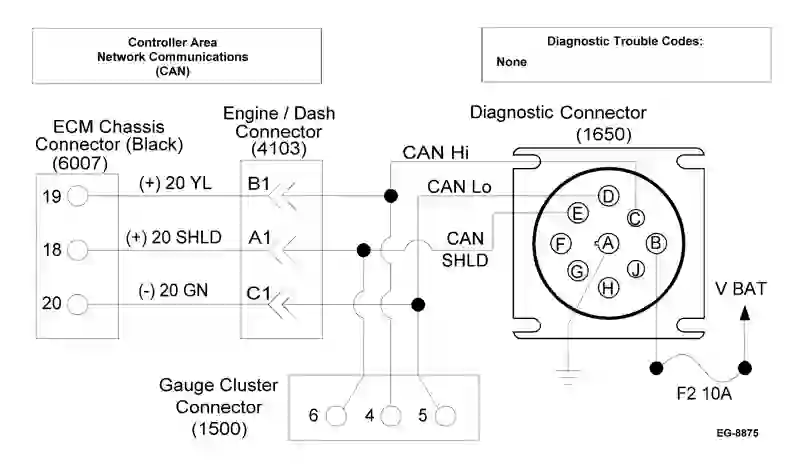 Controller Area
Network Communications
(CAN)
Diagnostic Trouble Codes:
None
ECM Chassis
Connector (Black)
(6007)
Engine / Dash
Connector
(4103)
Diagnostic Connector
(1650)
CAN Hi
19
(+) 20 YL
B1
CAN Lo
D
E
C
18
(+) 20 SHLD
A1
CAN
SHLD
F
A
B
G
J
H
20
(-) 20 GN
C1
V BAT
Gauge Cluster
Connector
(1500)
6
4
5
F2 10A
EG-8875